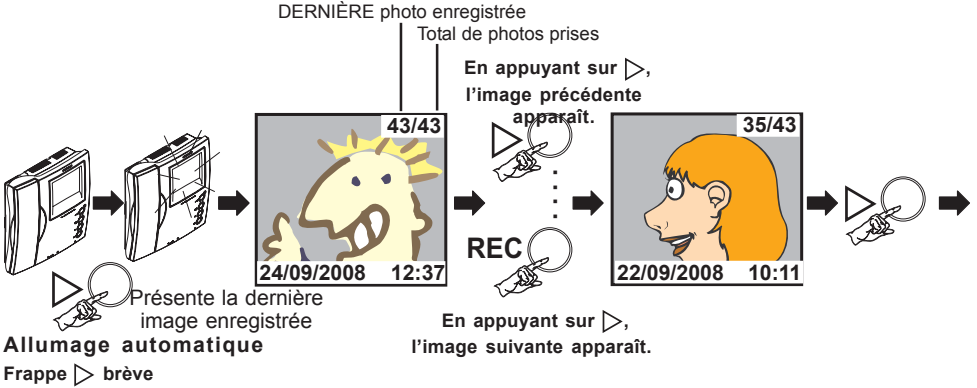 DERNIÈRE photo enregistrée
Total de photos prises
En appuyant sur ▷,
l'image précédente
apparaît.
43/43
35/43
REC
24/09/2008 12:37
22/09/2008 10:11
Présente la dernière
image enregistrée
En appuyant sur ▷,
l'image suivante apparaît.
Allumage automatique
Frappe ▷ brève